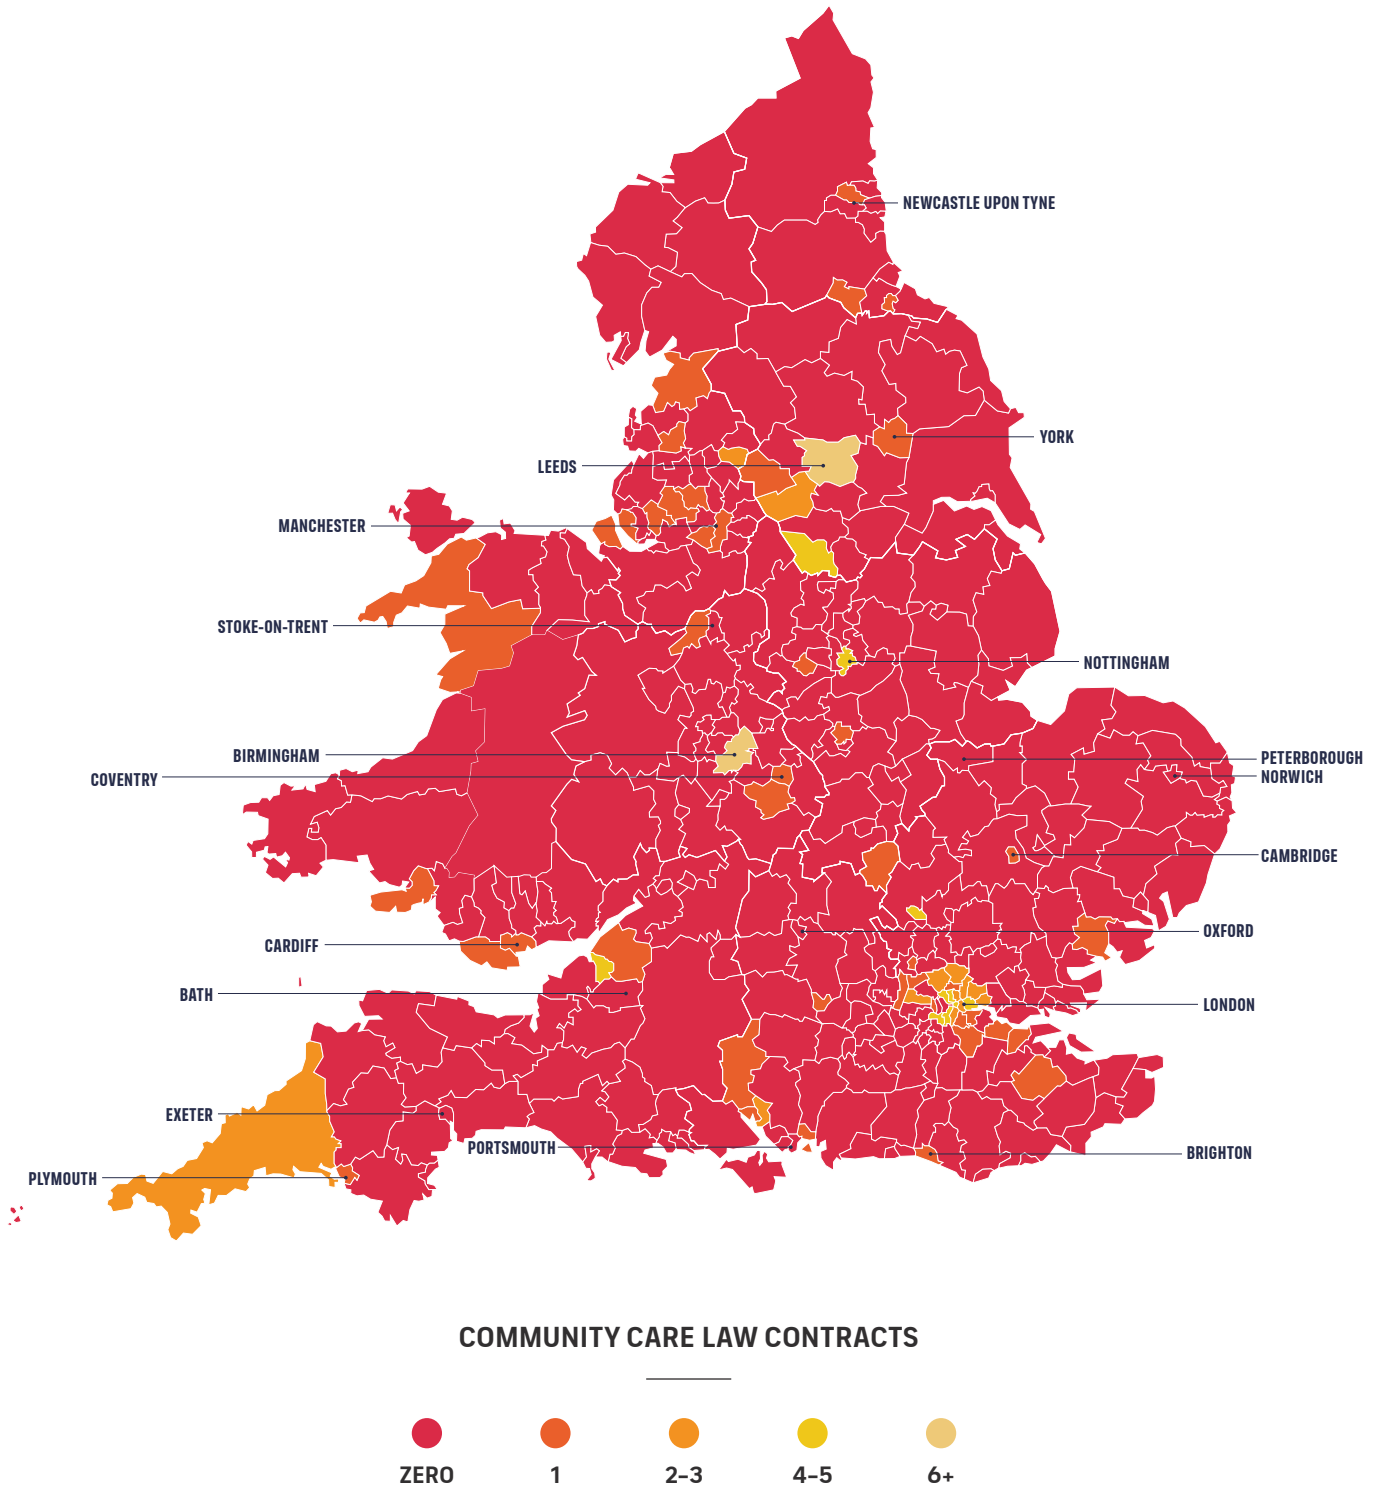 NEWCASTLE UPON TYNE
YORK
LEEDS
MANCHESTER
STOKE-ON-TRENT
NOTTINGHAM
BIRMINGHAM
PETERBOROUGH
COVENTRY
NORWICH
CAMBRIDGE
OXFORD
CARDIFF
BATH
LONDON
EXETER
PORTSMOUTH
BRIGHTON
PLYMOUTH
COMMUNITY CARE LAW CONTRACTS
ZERO
1
2–3
4–5
6+